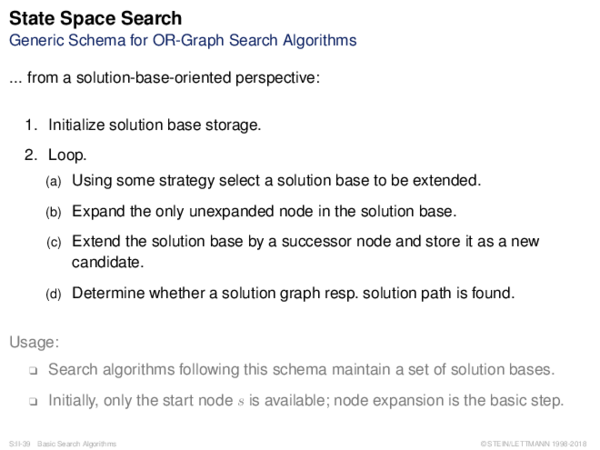 State Space Search
Generic Schema for OR-Graph Search Algorithms
... from a solution-base-oriented perspective:
1. Initialize solution base storage.
2. Loop.
(a) Using some strategy select a solution base to be extended.
(b) Expand the only unexpanded node in the solution base.
(c) Extend the solution base by a successor node and store it as a new
candidate.
(d) Determine whether a solution graph resp. solution path is found.
Usage:
❑ Search algorithms following this schema maintain a set of solution bases.
❑ Initially, only the start node s is available; node expansion is the basic step.
S:II-39 Basic Search Algorithms
© STEIN/LETTMANN 1998-2018